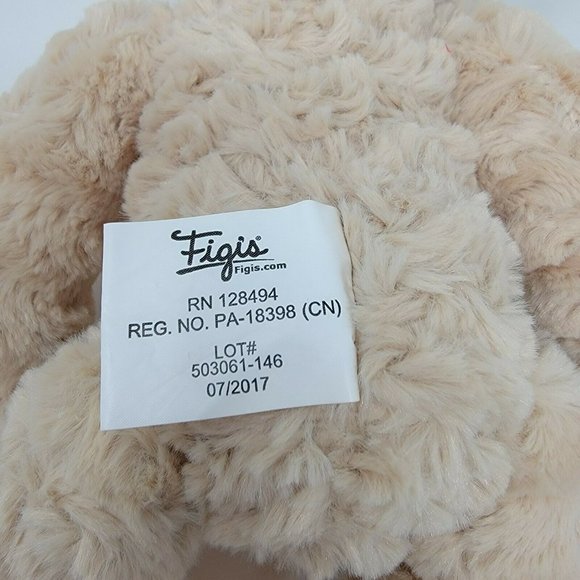 Figis®
Figis.com
RN 128494
REG. NO. PA-18398 (CN)
LOT#
503061-146
07/2017